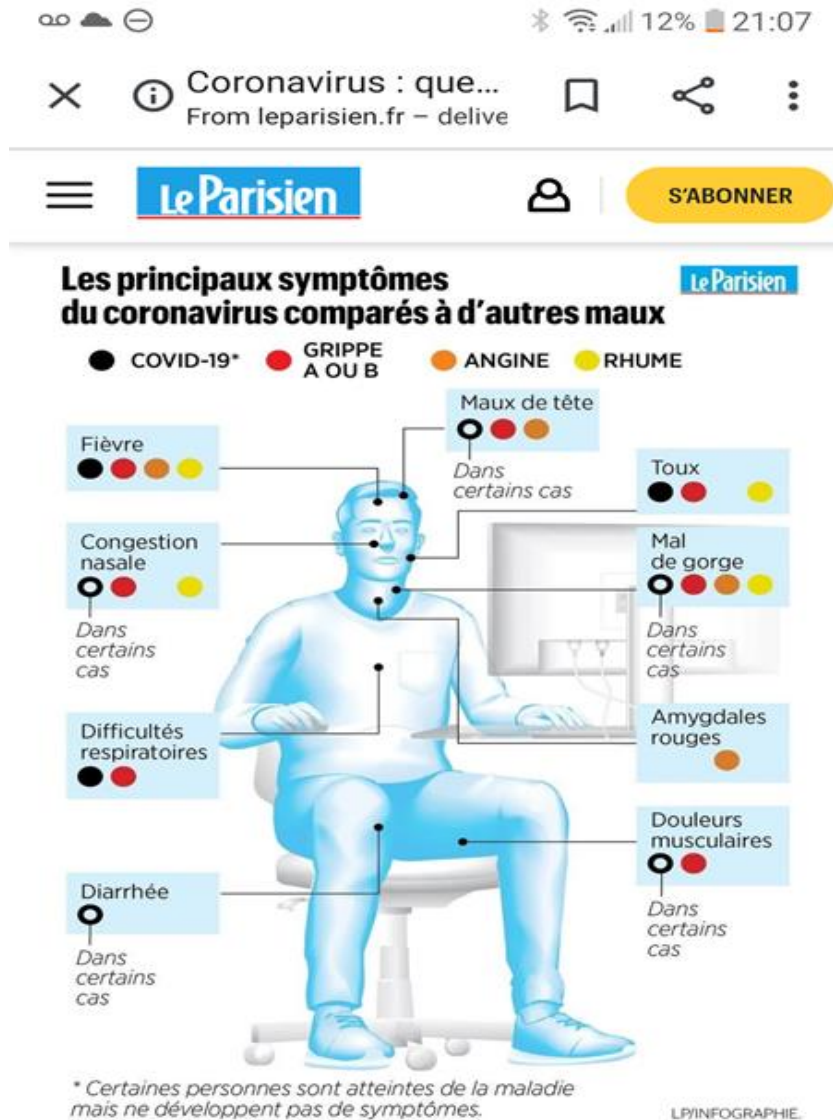 12% 21:07
Coronavirus : que...
From leparisien.fr – delive
Le Parisien
S'ABONNER
Les principaux symptômes
du coronavirus comparés à d'autres maux
Le Parisien
COVID-19*
GRIPPE
A OU B
ANGINE
RHUME
Maux de tête
Dans
certains cas
Fièvre
Toux
Congestion
nasale
Dans
certains
cas
Mal
de gorge
Dans
certains
cas
Difficultés
respiratoires
Amygdales
rouges
Douleurs
musculaires
Dans
certains
cas
Diarrhée
Dans
certains
cas
* Certaines personnes sont atteintes de la maladie
mais ne développent pas de symptômes.
LP/INFOGRAPHIE.